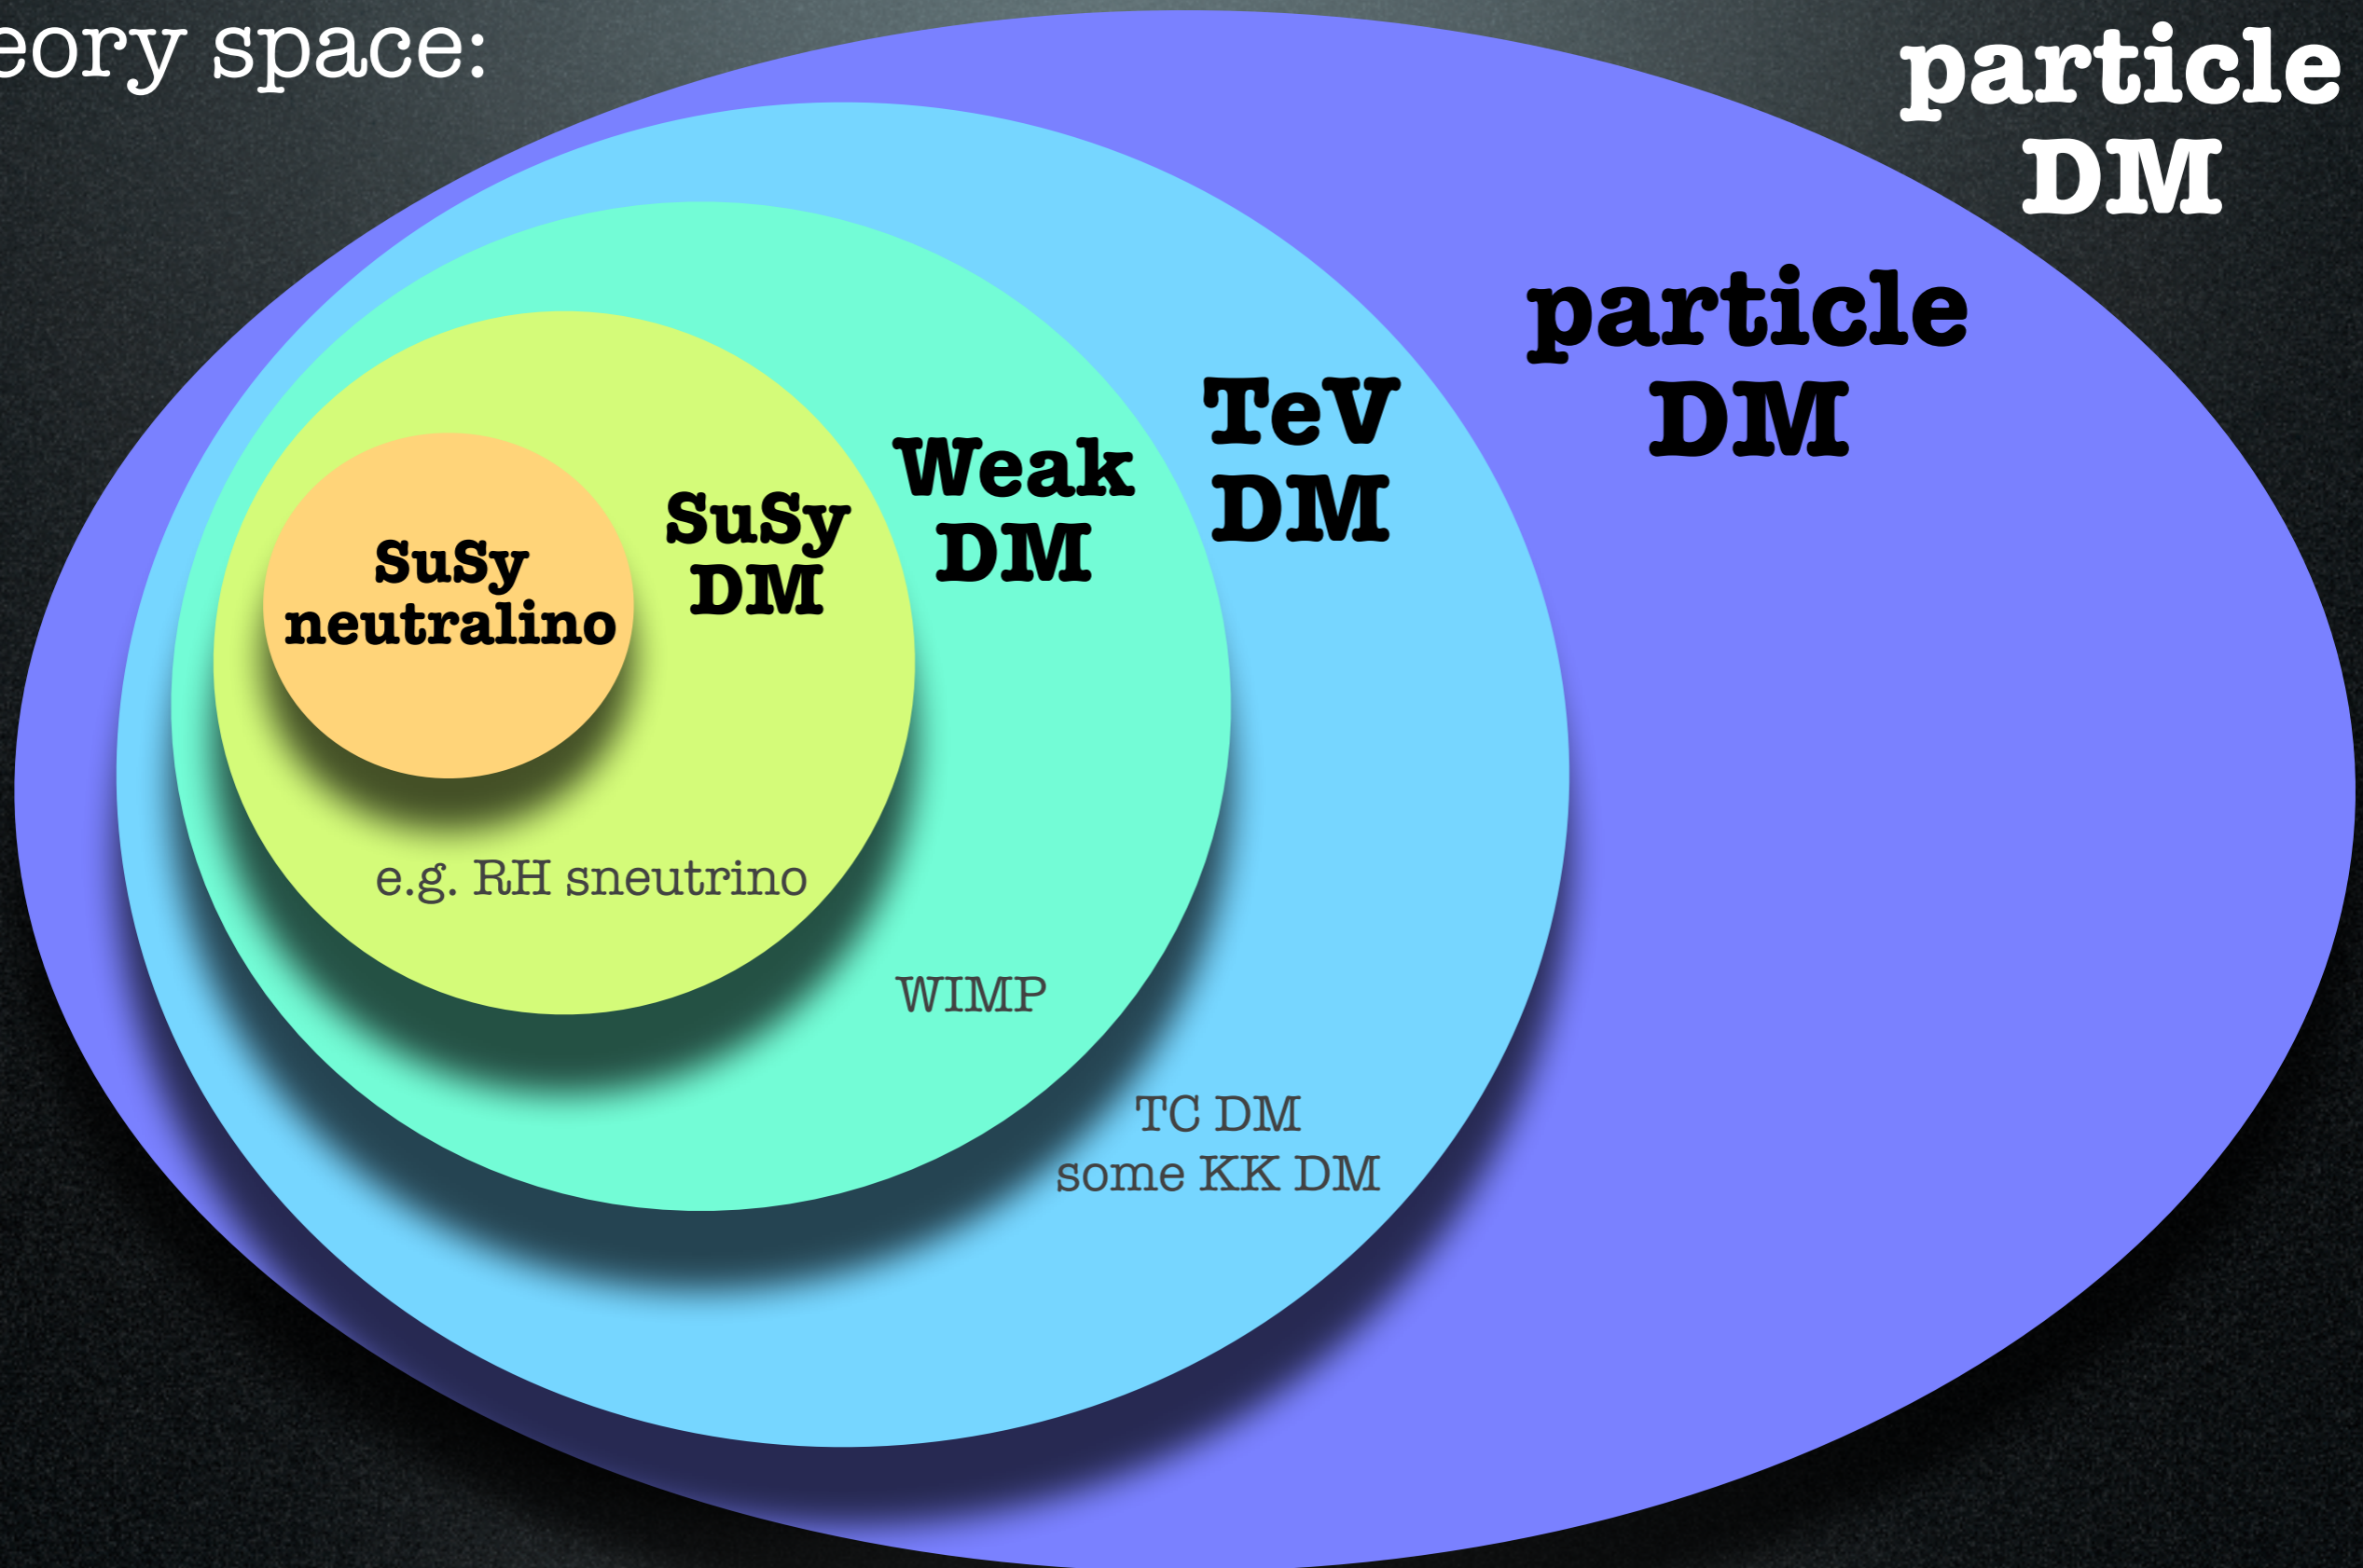 eory space:
particle
DM
particle
DM
TeV
DM
Weak
DM
SuSy
DM
SuSy
neutralino
e.g. RH sneutrino
WIMP
TC DM
some KK DM